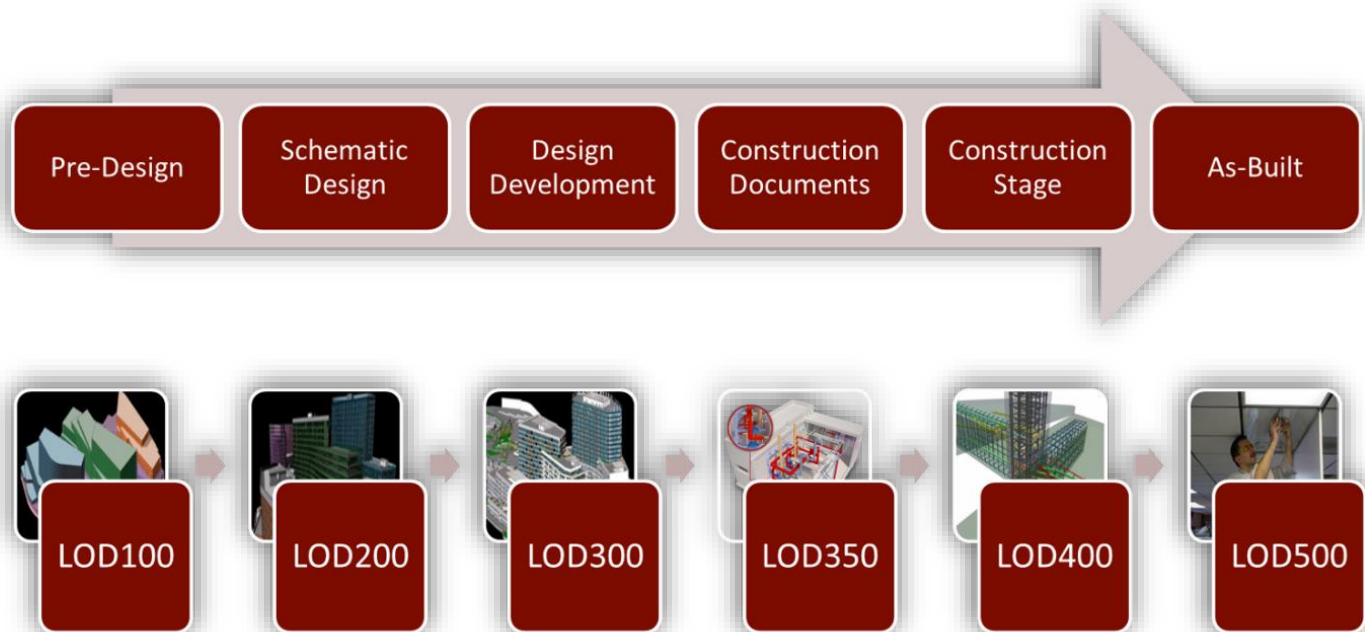 Pre-Design
Schematic
Design
Design
Development
Construction
Documents
Construction
Stage
As-Built
LOD100
LOD200
LOD300
LOD350
LOD400
LOD500